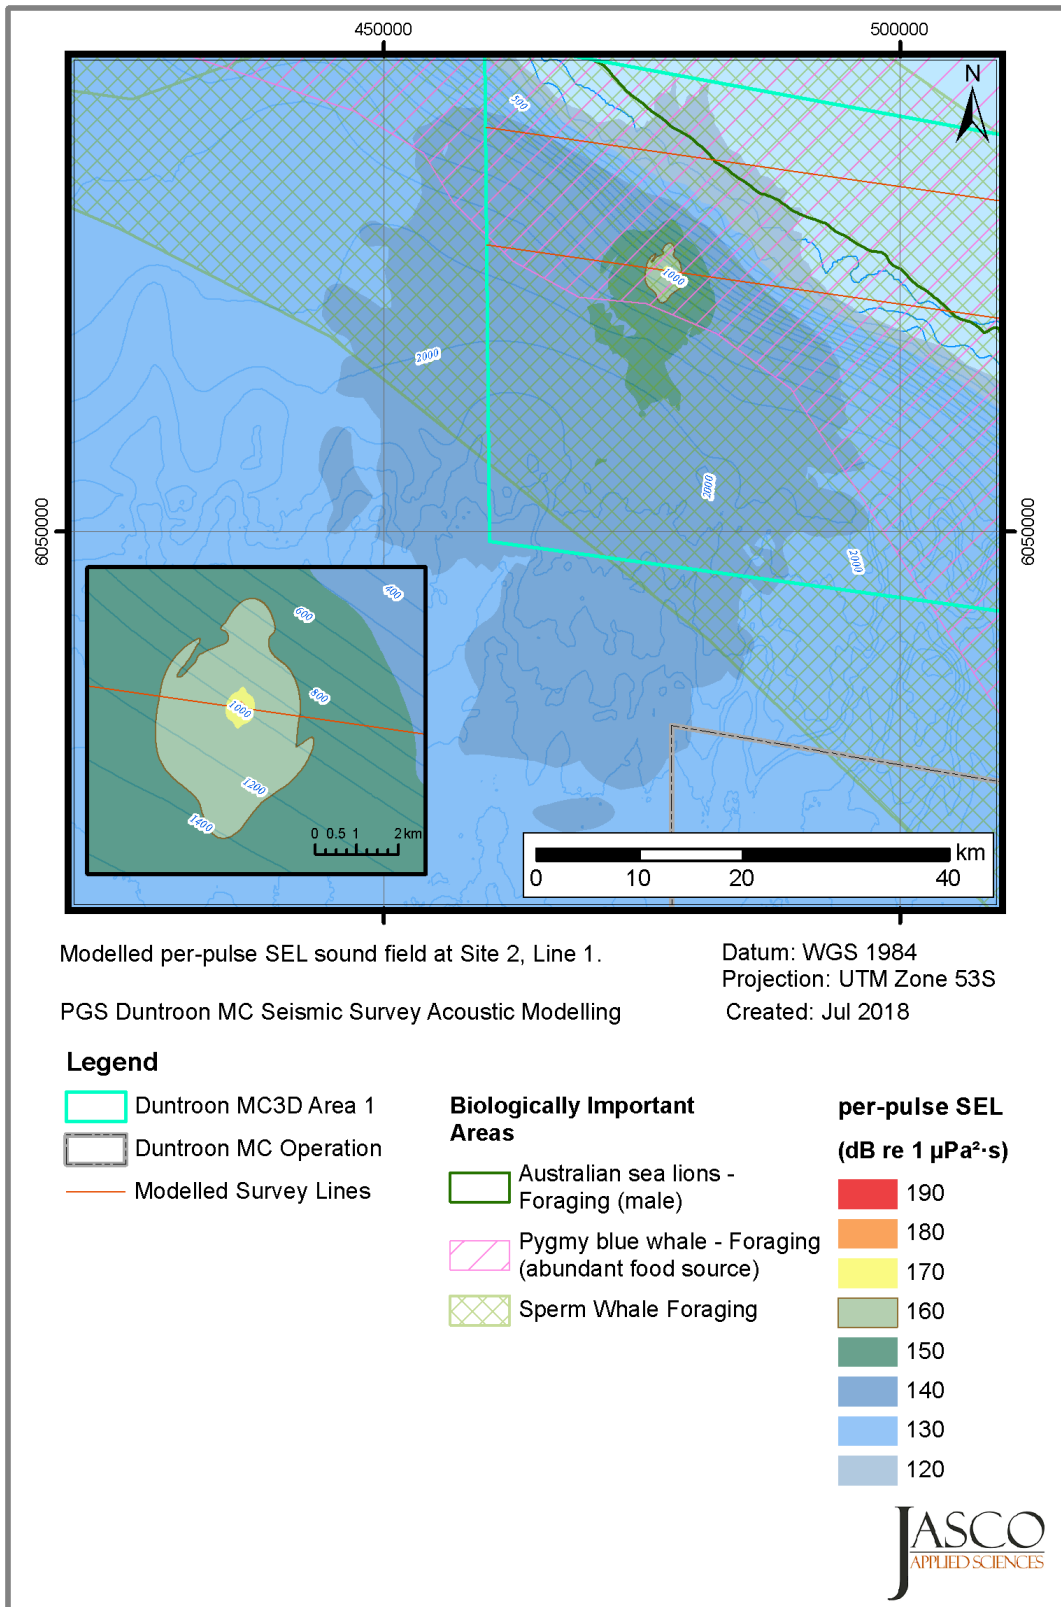 450000
500000
N
500
1000
2000
2000
2000
6050000
6050000
400
600
800
1000
1200
1400
0 0.5 1 2 km
km
0 10 20 40
Modelled per-pulse SEL sound field at Site 2, Line 1.
Datum: WGS 1984
Projection: UTM Zone 53S
PGS Duntroon MC Seismic Survey Acoustic Modelling
Created: Jul 2018
Legend
Duntroon MC3D Area 1
Duntroon MC Operation
Modelled Survey Lines
Biologically Important
Areas
Australian sea lions -
Foraging (male)
Pygmy blue whale - Foraging
(abundant food source)
Sperm Whale Foraging
per-pulse SEL
(dB re 1 µPa²·s)
190
180
170
160
150
140
130
120
JASCO
APPLIED SCIENCES